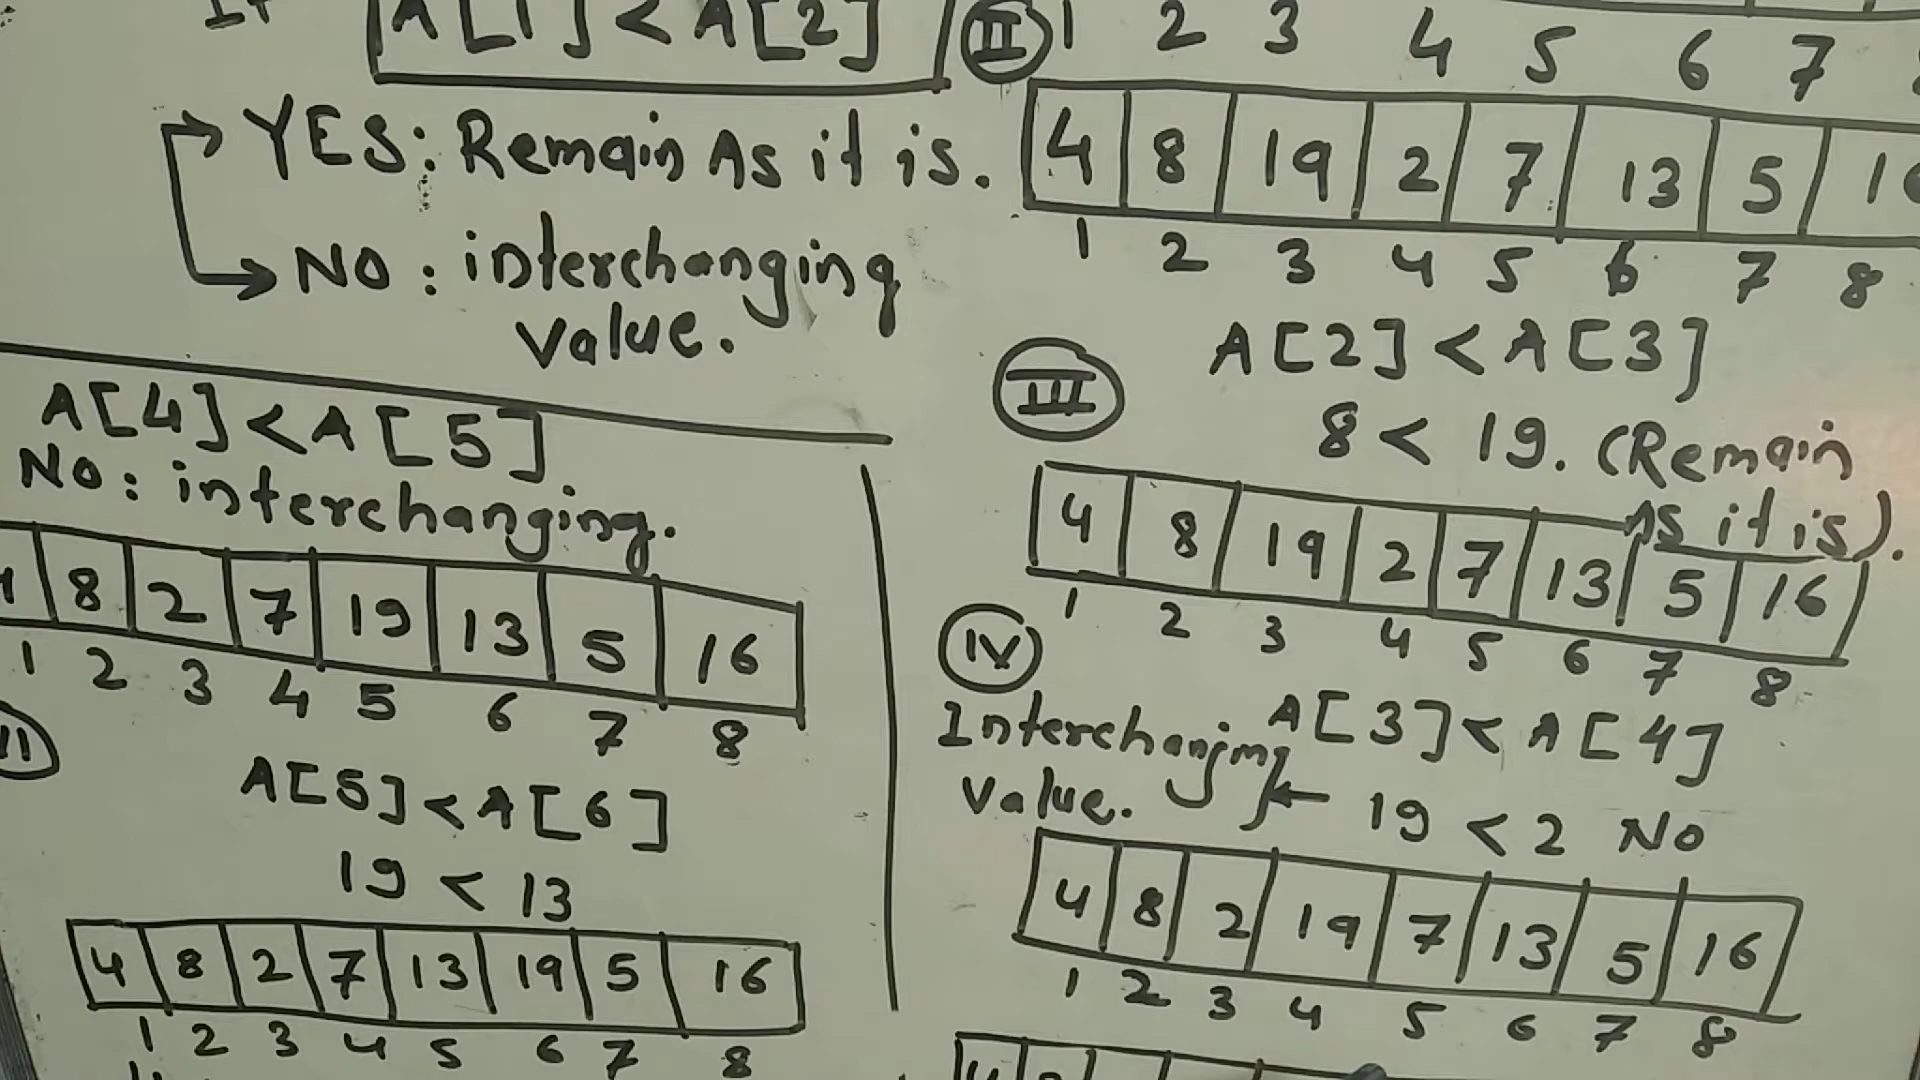 If A[1] < A[2]
YES: Remain As it is.
NO: interchanging
value.
A[4] < A[5]
No: interchanging.
8 2 7 19 13 5 16
1 2 3 4 5 6 7 8
A[5] < A[6]
19 < 13
4 8 2 7 13 19 5 16
1 2 3 4 5 6 7 8
II 1 2 3 4 5 6 7
4 8 19 2 7 13 5
1 2 3 4 5 6 7 8
A[2] < A[3]
III 8 < 19. (Remain
As it is).
4 8 19 2 7 13 5 16
1 2 3 4 5 6 7 8
IV
Interchanjing A[3] < A[4]
Value. ← 19 < 2 No
4 8 2 19 7 13 5 16
1 2 3 4 5 6 7 8